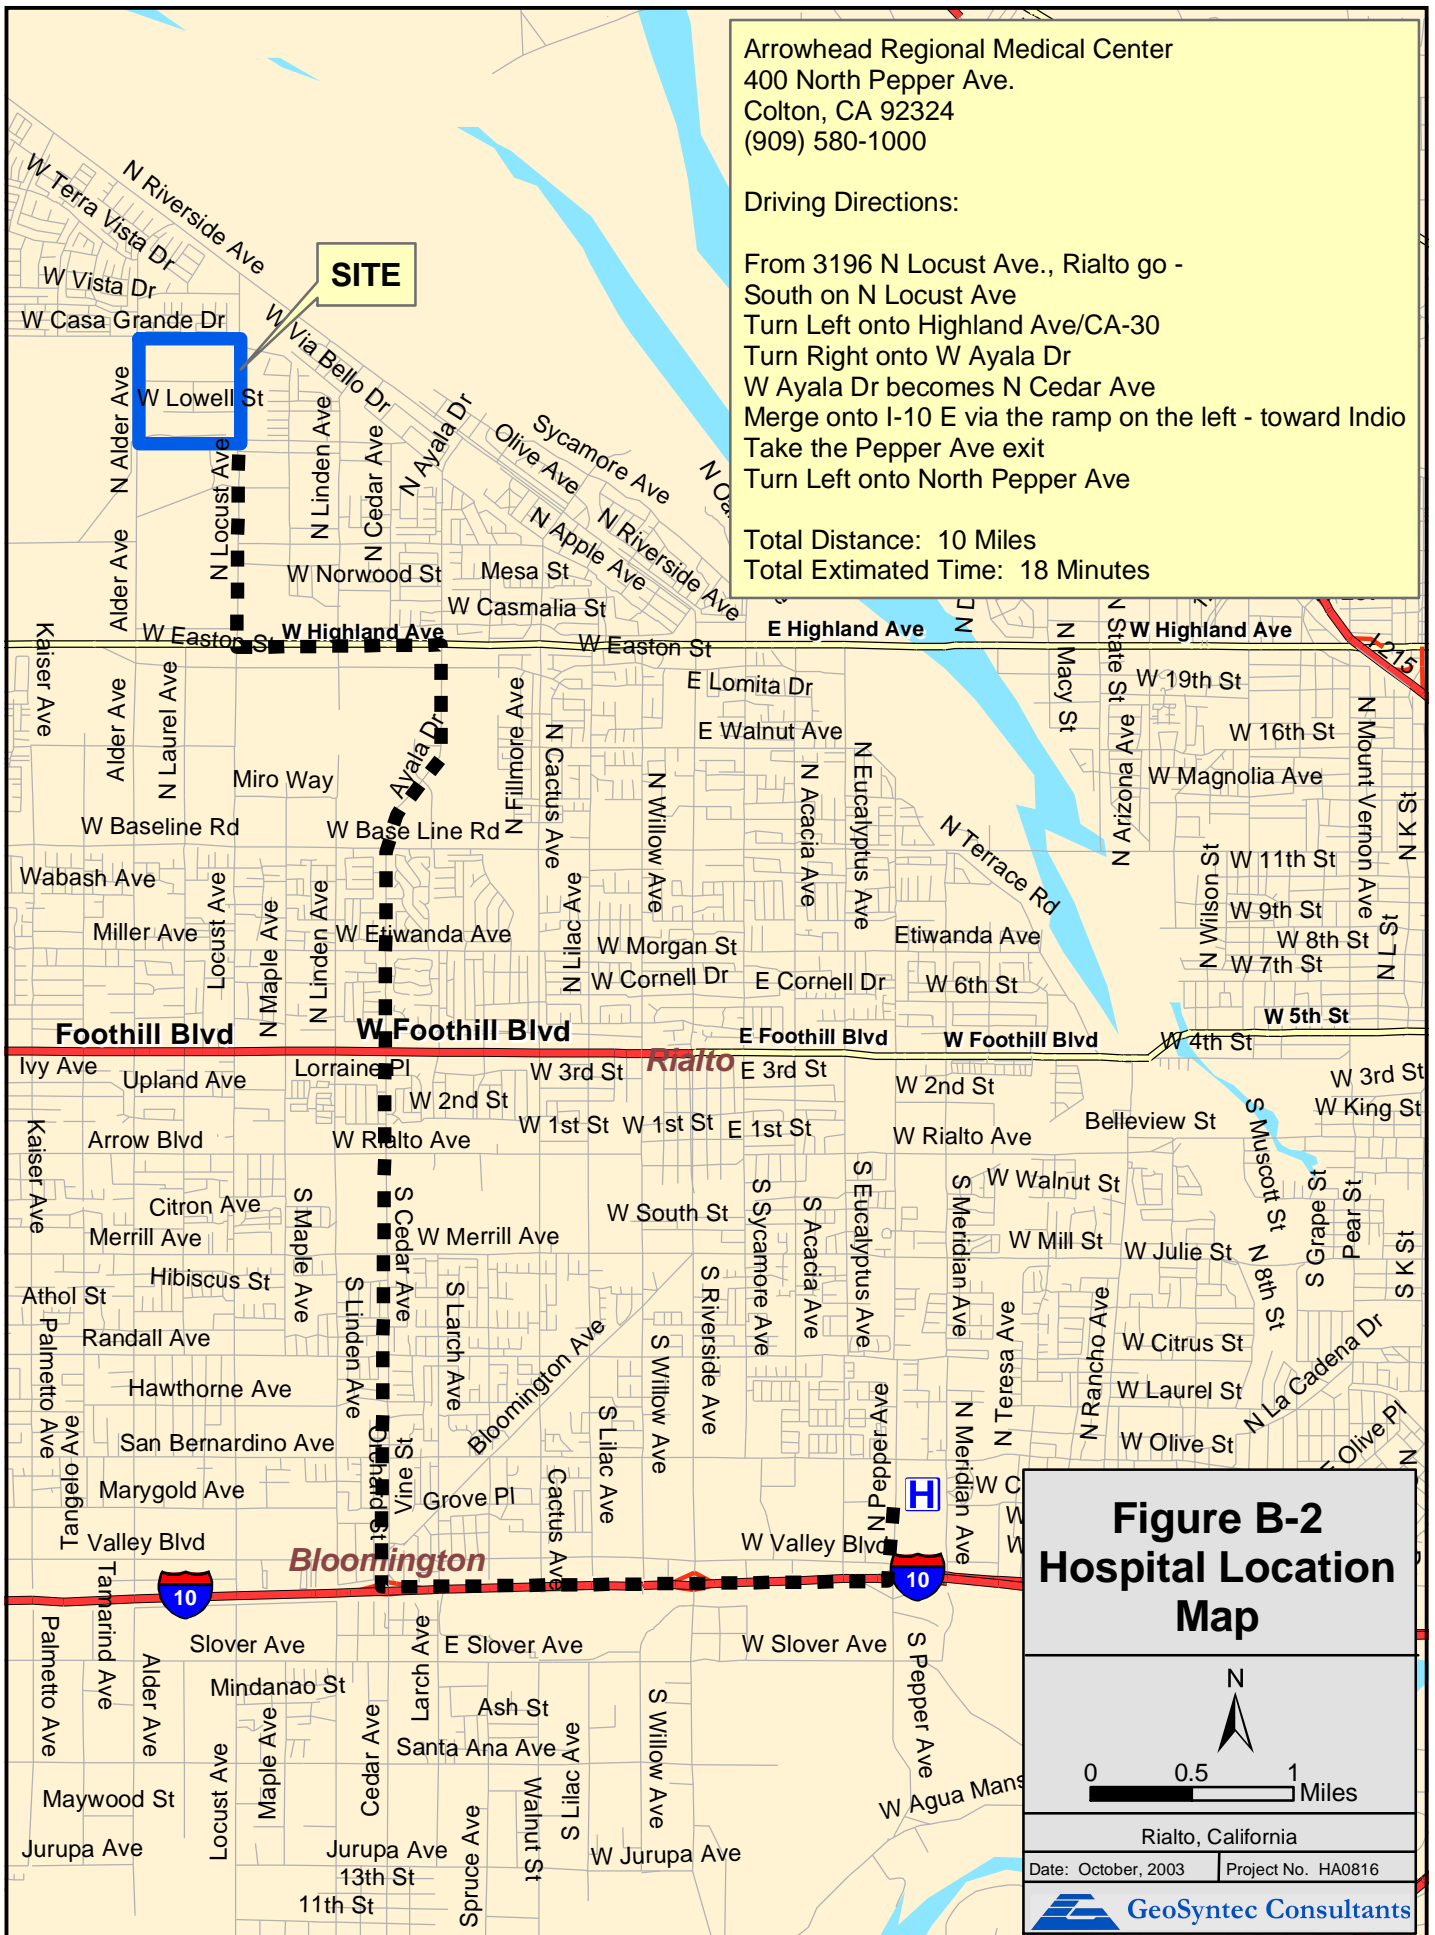 Arrowhead Regional Medical Center
400 North Pepper Ave.
Colton, CA 92324
(909) 580-1000
Driving Directions:
From 3196 N Locust Ave., Rialto go -
South on N Locust Ave
Turn Left onto Highland Ave/CA-30
Turn Right onto W Ayala Dr
W Ayala Dr becomes N Cedar Ave
Merge onto I-10 E via the ramp on the left - toward Indio
Take the Pepper Ave exit
Turn Left onto North Pepper Ave
Total Distance: 10 Miles
Total Extimated Time: 18 Minutes
N Riverside Ave
W Terra Vista Dr
W Vista Dr
W Casa Grande Dr
SITE
W Via Bello Dr
W Lowell St
N Alder Ave
N Locust Ave
N Linden Ave
N Cedar Ave
N Ayala Dr
Olive Ave
Sycamore Ave
N Apple Ave
N Riverside Ave
Alder Ave
W Norwood St
Mesa St
W Casmalia St
W Easton St
W Highland Ave
W Easton St
E Highland Ave
N D
N Macy St
N State St
W Highland Ave
I-215
Kaiser Ave
Alder Ave
N Laurel Ave
E Lomita Dr
W 19th St
E Walnut Ave
W 16th St
Ayala Dr
N Fillmore Ave
N Cactus Ave
N Willow Ave
N Acacia Ave
N Eucalyptus Ave
N Arizona Ave
N Mount Vernon Ave
Miro Way
W Magnolia Ave
N K St
W Baseline Rd
W Base Line Rd
N Terrace Rd
Wabash Ave
W 11th St
Locust Ave
N Maple Ave
N Linden Ave
N Lilac Ave
N Wilson St
W 9th St
Miller Ave
W Etiwanda Ave
W Morgan St
Etiwanda Ave
W 8th St
N L St
W Cornell Dr
E Cornell Dr
W 6th St
W 7th St
Foothill Blvd
W Foothill Blvd
E Foothill Blvd
W Foothill Blvd
W 5th St
W 4th St
Ivy Ave
Upland Ave
Lorraine Pl
W 3rd St
Rialto
E 3rd St
W 2nd St
W 3rd St
W 2nd St
W King St
Kaiser Ave
Arrow Blvd
W Rialto Ave
W 1st St
W 1st St
E 1st St
W Rialto Ave
Belleview St
S Muscott St
Citron Ave
S Maple Ave
S Cedar Ave
W South St
S Sycamore Ave
S Acacia Ave
S Eucalyptus Ave
S Meridian Ave
W Walnut St
S Grape St
Pear St
Merrill Ave
W Merrill Ave
W Mill St
W Julie St
N 8th St
S K St
Hibiscus St
Athol St
S Linden Ave
S Larch Ave
S Riverside Ave
Randall Ave
Palmetto Ave
Bloomington Ave
S Willow Ave
N Teresa Ave
N Rancho Ave
W Citrus St
N La Cadena Dr
Hawthorne Ave
W Laurel St
Tangelo Ave
San Bernardino Ave
Orchard St
Vine St
S Lilac Ave
N Pepper Ave
N Meridian Ave
W Olive St
E Olive Pl
N
Marygold Ave
Grove Pl
Cactus Ave
H
W C
W
W
Valley Blvd
W Valley Blvd
Bloomington
10
10
Tamarind Ave
Palmetto Ave
Slover Ave
Larch Ave
E Slover Ave
W Slover Ave
S Pepper Ave
Alder Ave
Mindanao St
Ash St
S Willow Ave
Maple Ave
Cedar Ave
Santa Ana Ave
S Lilac Ave
Locust Ave
Maywood St
Walnut St
W Agua Mans
Spruce Ave
Jurupa Ave
Jurupa Ave
W Jurupa Ave
13th St
11th St
Figure B-2
Hospital Location
Map
N
0 0.5 1
Miles
Rialto, California
Date: October, 2003
Project No. HA0816
GeoSyntec Consultants